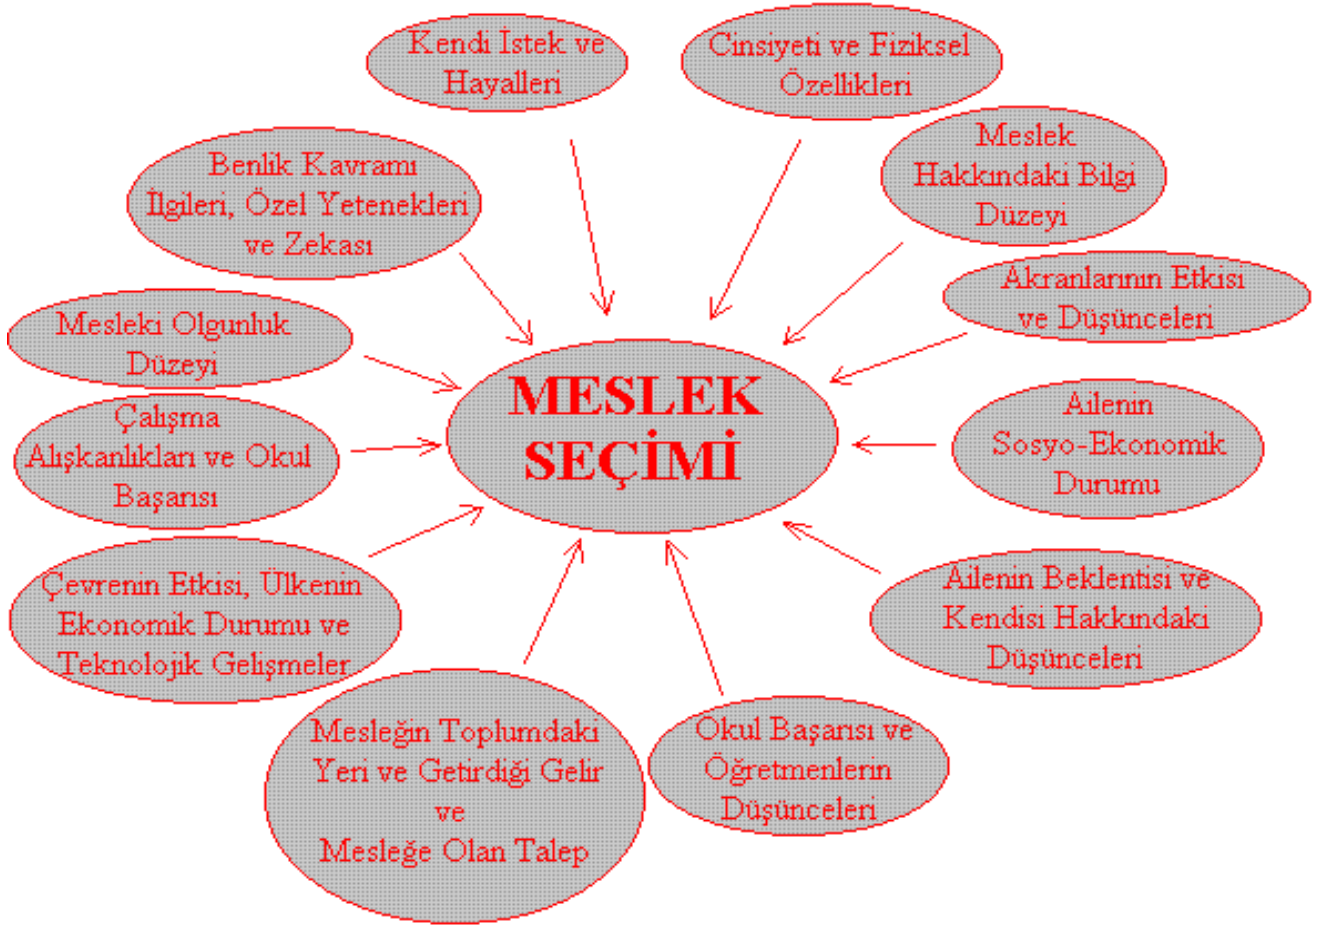 Kendi İstek ve
Hayalleri
Cinsiyeti ve Fiziksel
Özellikleri
Benlik Kavramı
İlgileri, Özel Yetenekleri
ve Zekası
Meslek
Hakkındaki Bilgi
Düzeyi
Mesleki Olgunluk
Düzeyi
Akranlarının Etkisi
ve Düşünceleri
MESLEK
SEÇİMİ
Çalışma
Alışkanlıkları ve Okul
Başarısı
Ailenin
Sosyo-Ekonomik
Durumu
Çevrenin Etkisi, Ülkenin
Ekonomik Durumu ve
Teknolojik Gelişmeler
Ailenin Beklentisi ve
Kendisi Hakkındaki
Düşünceleri
Mesleğin Toplumdaki
Yeri ve Getirdiği Gelir
ve
Mesleğe Olan Talep
Okul Başarısı ve
Öğretmenlerin
Düşünceleri